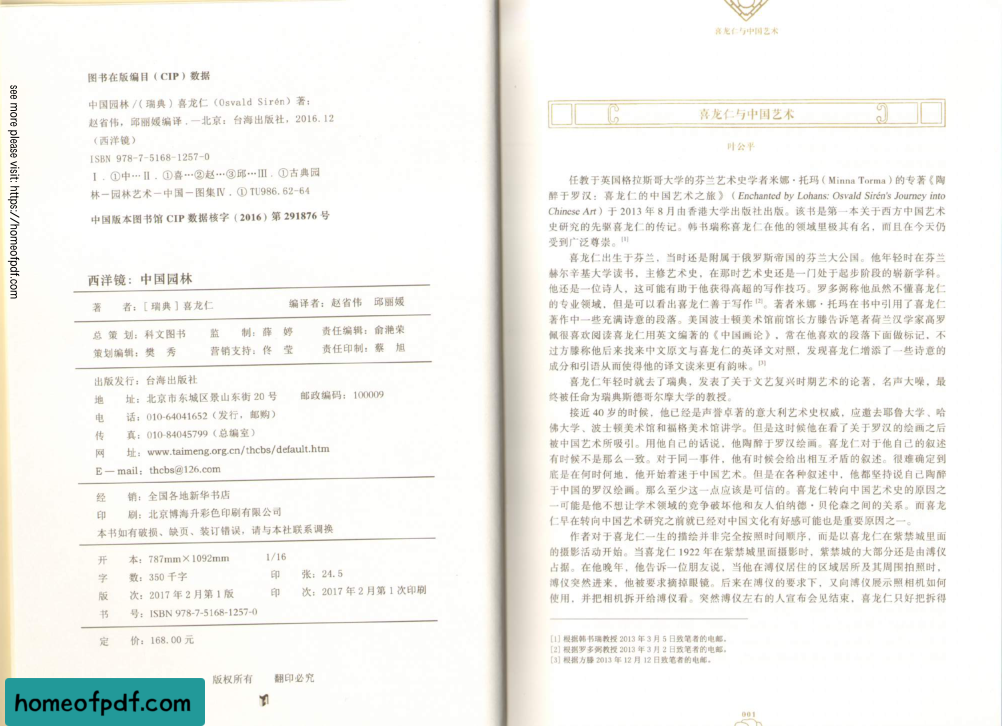 see more please visit: https://homeofpdf.com
图书在版编目(CIP)数据
中国园林/(瑞典)喜龙仁(Osvald Sirén)著;
赵省伟,邱丽媛编译.—北京:台海出版社,2016.12
(西洋镜)
ISBN 978-7-5168-1257-0
Ⅰ.①中…Ⅱ.①喜…②赵…③邱…Ⅲ.①古典园
林-园林艺术-中国-图集Ⅳ.①TU986.62-64
中国版本图书馆CIP数据核字(2016)第291876号
西洋镜:中国园林
著 者:[瑞典]喜龙仁 编译者:赵省伟 邱丽媛
总 策 划:科文图书 监 制:薛 婷 责任编辑:俞滟荣
策划编辑:樊 秀 营销支持:佟 莹 责任印制:蔡 旭
出版发行:台海出版社
地 址:北京市东城区景山东街20号 邮政编码:100009
电 话:010-64041652(发行,邮购)
传 真:010-84045799(总编室)
网 址:www.taimeng.org.cn/thcbs/default.htm
E-mail:thcbs@126.com
经 销:全国各地新华书店
印 刷:北京博海升彩色印刷有限公司
本书如有破损、缺页、装订错误,请与本社联系调换
开 本:787mm×1092mm 1/16
字 数:350千字 印 张:24.5
版 次:2017年2月第1版 印 次:2017年2月第1次印刷
书 号:ISBN 978-7-5168-1257-0
定 价:168.00元
版权所有 翻印必究
homeofpdf.com
喜龙仁与中国艺术
喜龙仁与中国艺术
叶公平
任教于英国格拉斯哥大学的芬兰艺术史学者米娜·托玛(Minna Torma)的专著《陶
醉于罗汉:喜龙仁的中国艺术之旅》(Enchanted by Lohans: Osvald Sirén's Journey into
Chinese Art)于2013年8月由香港大学出版社出版。该书是第一本关于西方中国艺术
史研究的先驱喜龙仁的传记。韩书瑞称喜龙仁在他的领域里极其有名,而且在今天仍
受到广泛尊崇。[1]
喜龙仁出生于芬兰,当时还是附属于俄罗斯帝国的芬兰大公国。他年轻时在芬兰
赫尔辛基大学读书,主修艺术史,在那时艺术史还是一门处于起步阶段的崭新学科。
他还是一位诗人,这可能有助于他获得高超的写作技巧。罗多弼称他虽然不懂喜龙仁
的专业领域,但是可以看出喜龙仁善于写作[2]。著者米娜·托玛在书中引用了喜龙仁
著作中一些充满诗意的段落。美国波士顿美术馆前馆长方腾告诉笔者荷兰汉学家高罗
佩很喜欢阅读喜龙仁用英文编著的《中国画论》,常在他喜欢的段落下面做标记,不
过方腾称他后来找来中文原文与喜龙仁的英译文对照,发现喜龙仁增添了一些诗意的
成分和引语从而使得他的译文读来更有韵味。[3]
喜龙仁年轻时就去了瑞典,发表了关于文艺复兴时期艺术的论著,名声大噪,最
终被任命为瑞典斯德哥尔摩大学的教授。
接近40岁的时候,他已经是声誉卓著的意大利艺术史权威,应邀去耶鲁大学、哈
佛大学、波士顿美术馆和福格美术馆讲学。但是这时候他在看了关于罗汉的绘画之后
被中国艺术所吸引。用他自己的话说,他陶醉于罗汉绘画。喜龙仁对于他自己的叙述
有时候不是那么一致。对于同一事件,他有时候会给出相互矛盾的叙述。很难确定到
底是在何时何地,他开始着迷于中国艺术。但是在各种叙述中,他都坚持说自己陶醉
于中国的罗汉绘画。那么至少这一点应该是可信的。喜龙仁转向中国艺术史的原因之
一可能是他不想让学术领域的竞争破坏他和友人伯纳德·贝伦森之间的关系。而喜龙
仁早在转向中国艺术研究之前就已经对中国文化有好感可能也是重要原因之一。
作者对于喜龙仁一生的描绘并非完全按照时间顺序,而是以喜龙仁在紫禁城里面
的摄影活动开始。当喜龙仁1922年在紫禁城里面摄影时,紫禁城的大部分还是由溥仪
占据。在他晚年,他告诉一位朋友说,当他在溥仪居住的区域居所及其周围拍照时,
溥仪突然进来,他被要求摘掉眼镜。后来在溥仪的要求下,又向溥仪展示照相机如何
使用,并把相机拆开给溥仪看。突然溥仪左右的人宣布会见结束,喜龙仁只好把拆得
[1] 根据韩书瑞教授2013年3月5日致笔者的电邮。
[2] 根据罗多弼教授2013年3月2日致笔者的电邮。
[3] 根据方腾2013年12月12日致笔者的电邮。
001